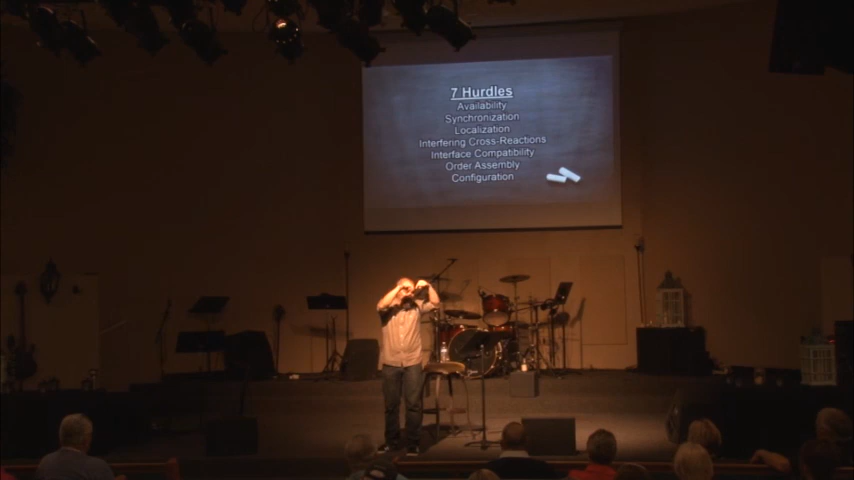 7 Hurdles
Availability
Synchronization
Localization
Interfering Cross-Reactions
Interface Compatibility
Order Assembly
Configuration